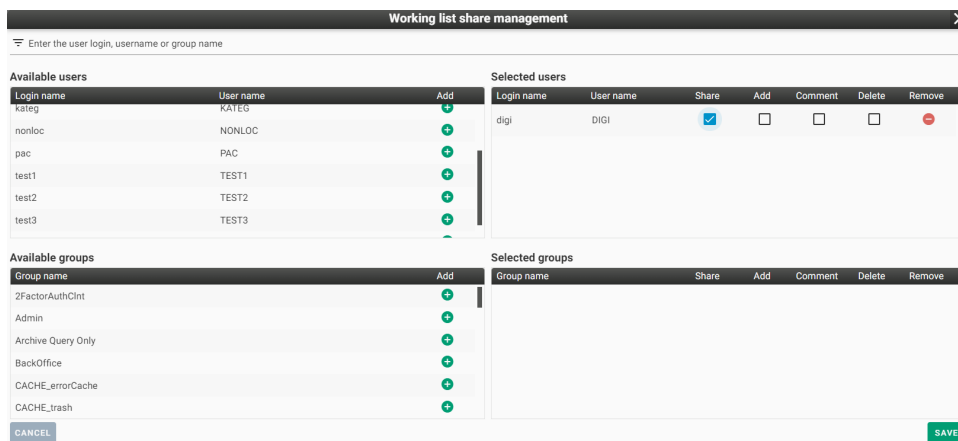 Working list share management
Enter the user login, username or group name
Available users
Login name User name Add
kateg KATEG
nonloc NONLOC
pac PAC
test1 TEST1
test2 TEST2
test3 TEST3
Selected users
Login name User name Share Add Comment Delete Remove
digi DIGI
Available groups
Group name Add
2FactorAuthClnt
Admin
Archive Query Only
BackOffice
CACHE_errorCache
CACHE_trash
Selected groups
Group name Share Add Comment Delete Remove
CANCEL
SAVE